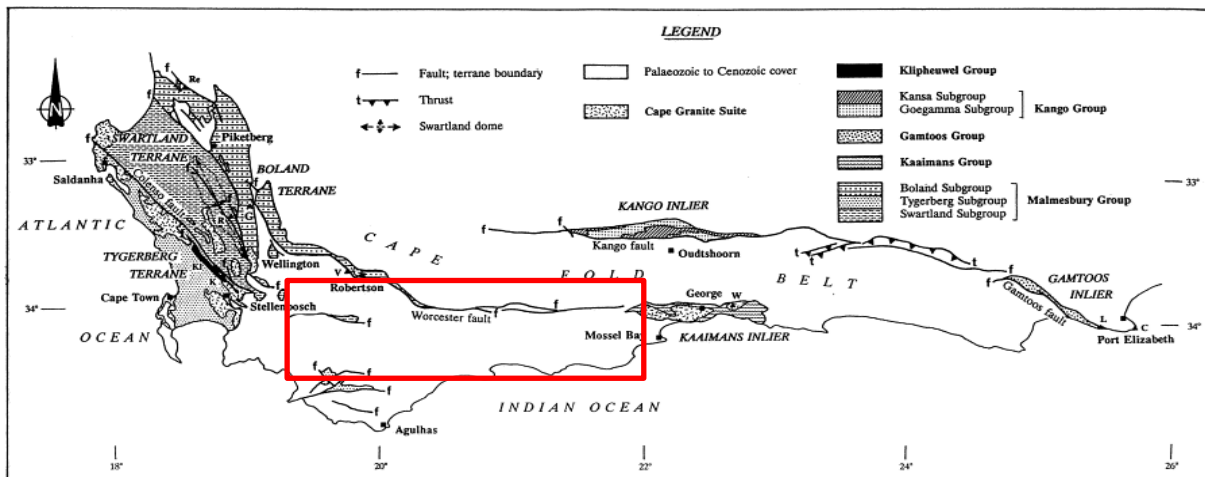 LEGEND
f Fault; terrane boundary
t Thrust
Swartland dome
Palaeozoic to Cenozoic cover
Cape Granite Suite
Klipheuwel Group
Kansa Subgroup
Goegamma Subgroup
Kango Group
Gamtoos Group
Kaaimans Group
Boland Subgroup
Tygerberg Subgroup
Swartland Subgroup
Malmesbury Group
N
f
Re
f
Piketberg
SWARTLAND
TERRANE
f
33°
33°
Saldanha
Colenso fault
BOLAND
TERRANE
f
R
G
ATLANTIC
KANGO INLIER
f
f
Kango fault
Oudtshoorn
CAPE
FOLD
BELT
t
t
t
TYGERBERG
TERRANE
Wellington
V
Robertson
K
f
Cape Town
Stellenbosch
34°
34°
OCEAN
f
Worcester fault
f
f
f
George
W
Mossel Bay
KAAIMANS INLIER
f
GAMTOOS
INLIER
Gamtoos fault
L
C
Port Elizabeth
f
f
f
f
f
INDIAN OCEAN
Agulhas
18°
20°
22°
24°
26°